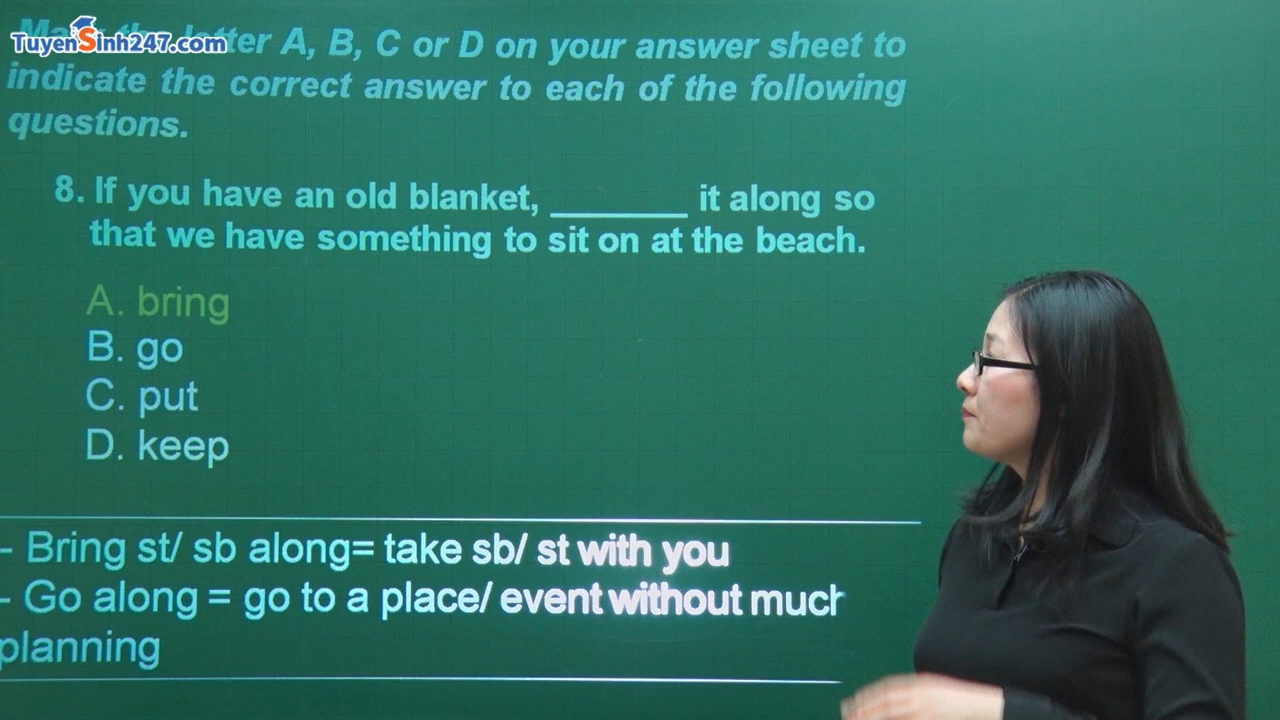 TuyenSinh247.com
letter A, B, C or D on your answer sheet to
indicate the correct answer to each of the following
questions.
8. If you have an old blanket, ________ it along so
that we have something to sit on at the beach.
A. bring
B. go
C. put
D. keep
- Bring st/ sb along= take sb/ st with you
- Go along = go to a place/ event without much
planning